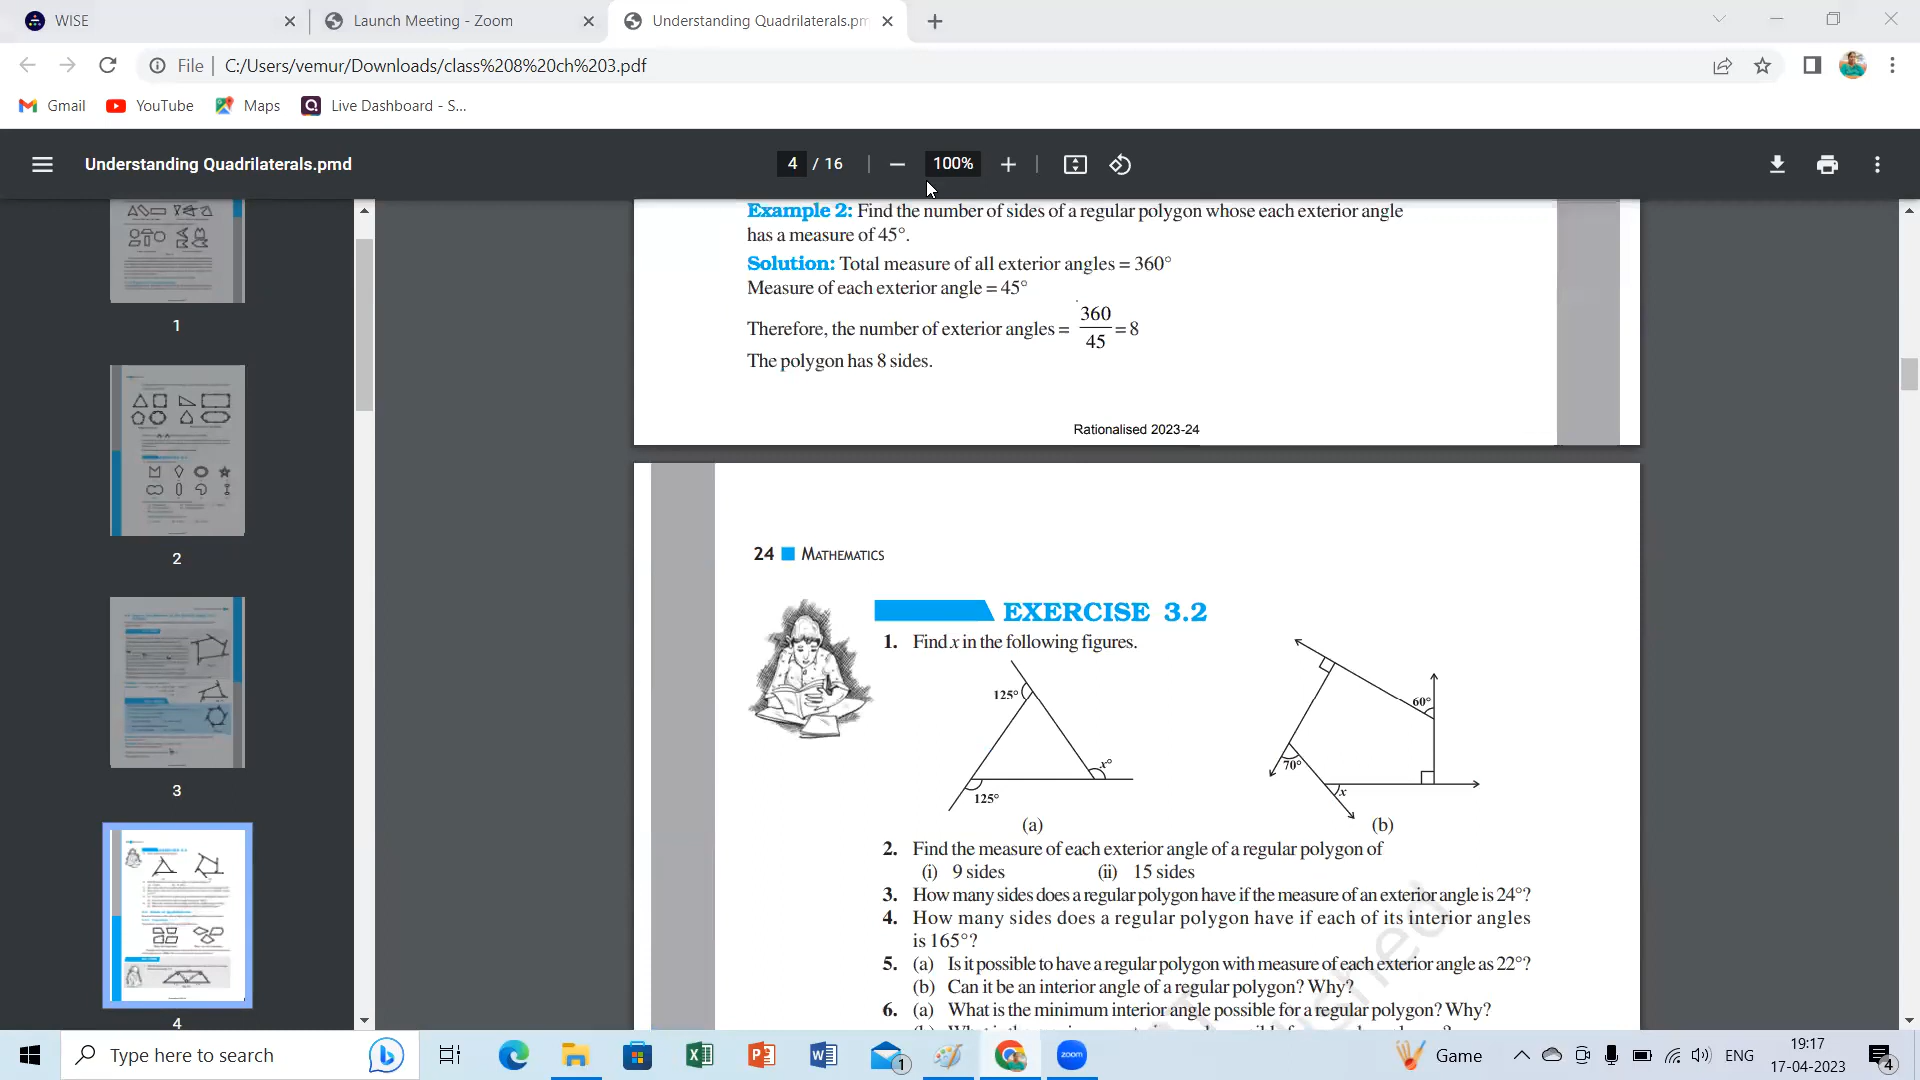 WISE
Launch Meeting - Zoom
Understanding Quadrilaterals.pm
File
C:/Users/vemur/Downloads/class%208%20ch%203.pdf
Gmail
YouTube
Maps
Live Dashboard - S...
Understanding Quadrilaterals.pmd
4 / 16
100%
1
2
3
4
Example 2: Find the number of sides of a regular polygon whose each exterior angle
has a measure of 45°.
Solution: Total measure of all exterior angles = 360°
Measure of each exterior angle = 45°
Therefore, the number of exterior angles = 360/45 = 8
The polygon has 8 sides.
Rationalised 2023-24
24 MATHEMATICS
EXERCISE 3.2
1. Find x in the following figures.
125°
x°
125°
(a)
60°
70°
x
(b)
2. Find the measure of each exterior angle of a regular polygon of
(i) 9 sides (ii) 15 sides
3. How many sides does a regular polygon have if the measure of an exterior angle is 24°?
4. How many sides does a regular polygon have if each of its interior angles
is 165°?
5. (a) Is it possible to have a regular polygon with measure of each exterior angle as 22°?
(b) Can it be an interior angle of a regular polygon? Why?
6. (a) What is the minimum interior angle possible for a regular polygon? Why?
Type here to search
zoom
1
Game
ENG
19:17
17-04-2023
4